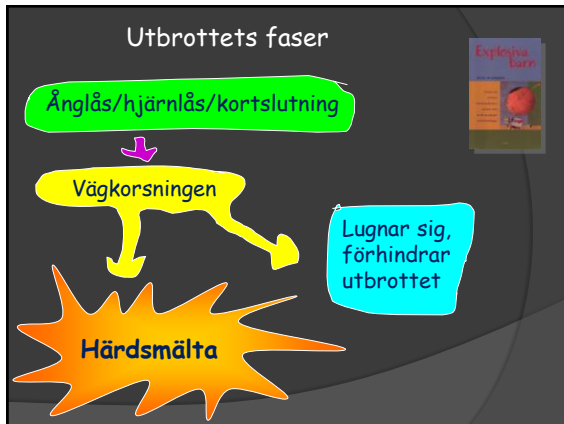 Utbrottets faser
Explosiva
barn
Ånglås/hjärnlås/kortslutning
Vägkorsningen
Lugnar sig,
förhindrar
utbrottet
Härdsmälta